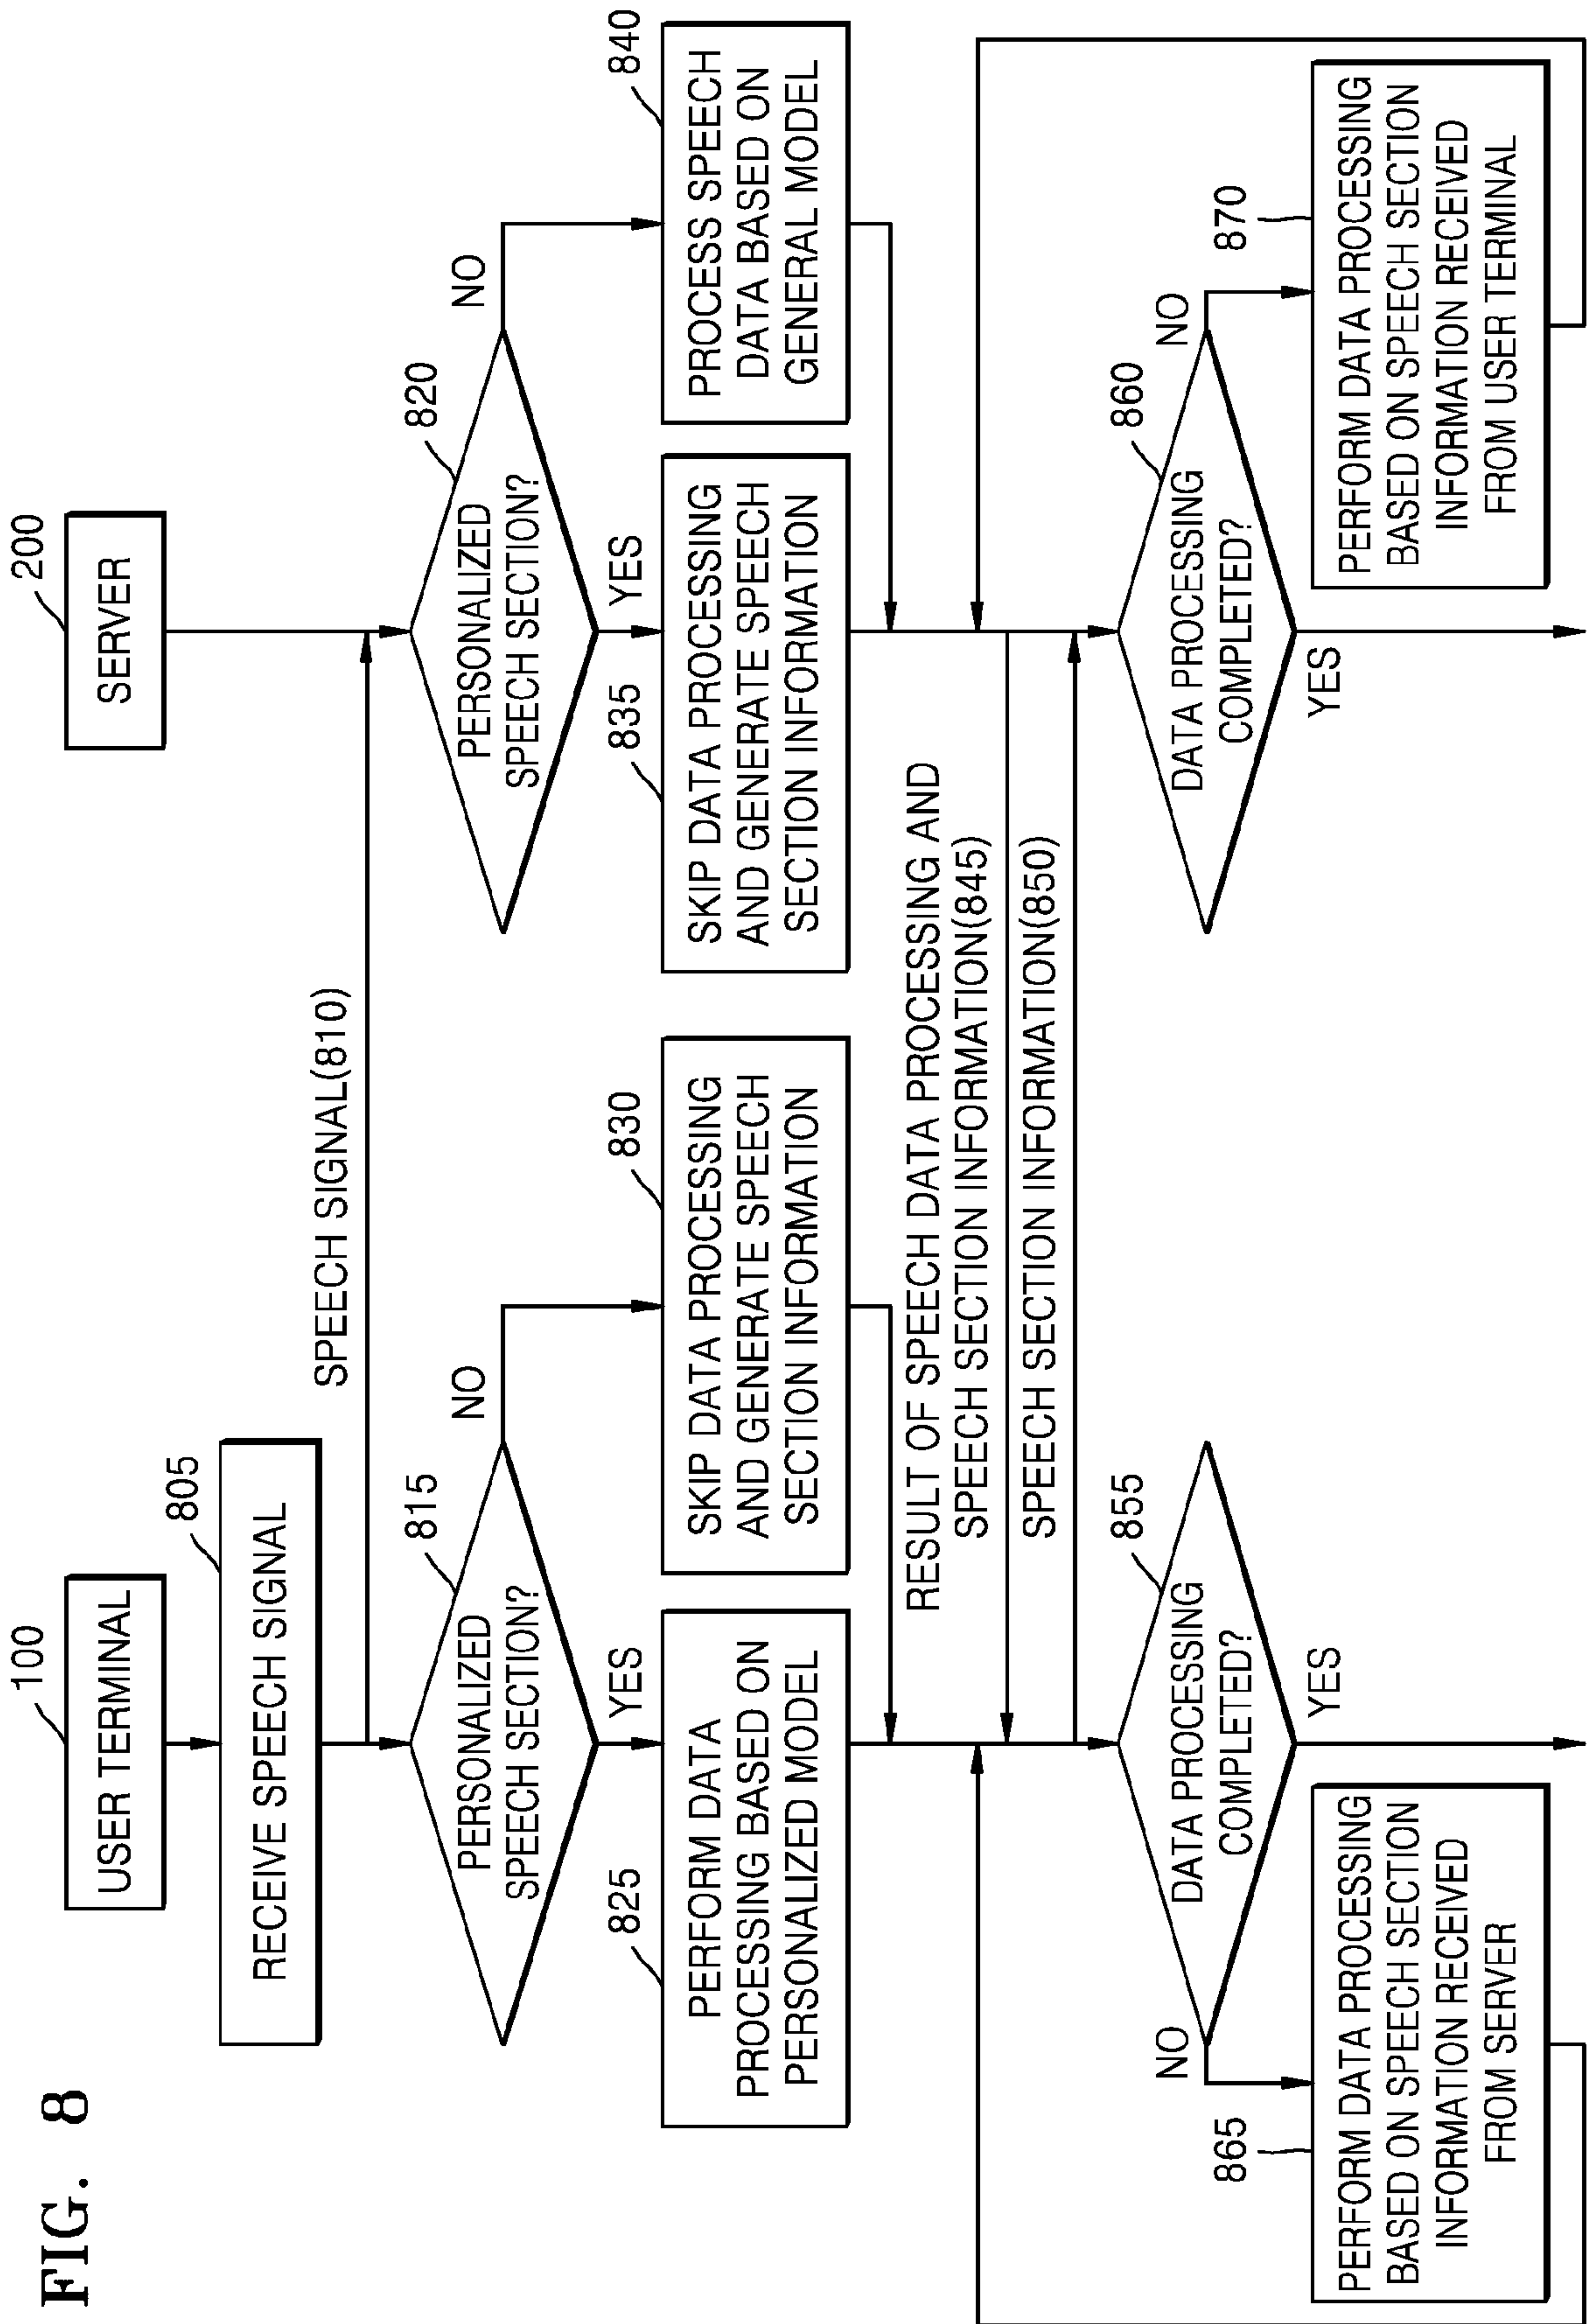 FIG. 8
100
USER TERMINAL
200
SERVER
805
RECEIVE SPEECH SIGNAL
SPEECH SIGNAL(810)
815
PERSONALIZED
SPEECH SECTION?
NO
YES
820
PERSONALIZED
SPEECH SECTION?
NO
YES
825
PERFORM DATA
PROCESSING BASED ON
PERSONALIZED MODEL
830
SKIP DATA PROCESSING
AND GENERATE SPEECH
SECTION INFORMATION
835
SKIP DATA PROCESSING
AND GENERATE SPEECH
SECTION INFORMATION
840
PROCESS SPEECH
DATA BASED ON
GENERAL MODEL
RESULT OF SPEECH DATA PROCESSING AND
SPEECH SECTION INFORMATION(845)
SPEECH SECTION INFORMATION(850)
855
DATA PROCESSING
COMPLETED?
NO
YES
860
DATA PROCESSING
COMPLETED?
NO
YES
865
PERFORM DATA PROCESSING
BASED ON SPEECH SECTION
INFORMATION RECEIVED
FROM SERVER
870
PERFORM DATA PROCESSING
BASED ON SPEECH SECTION
INFORMATION RECEIVED
FROM USER TERMINAL